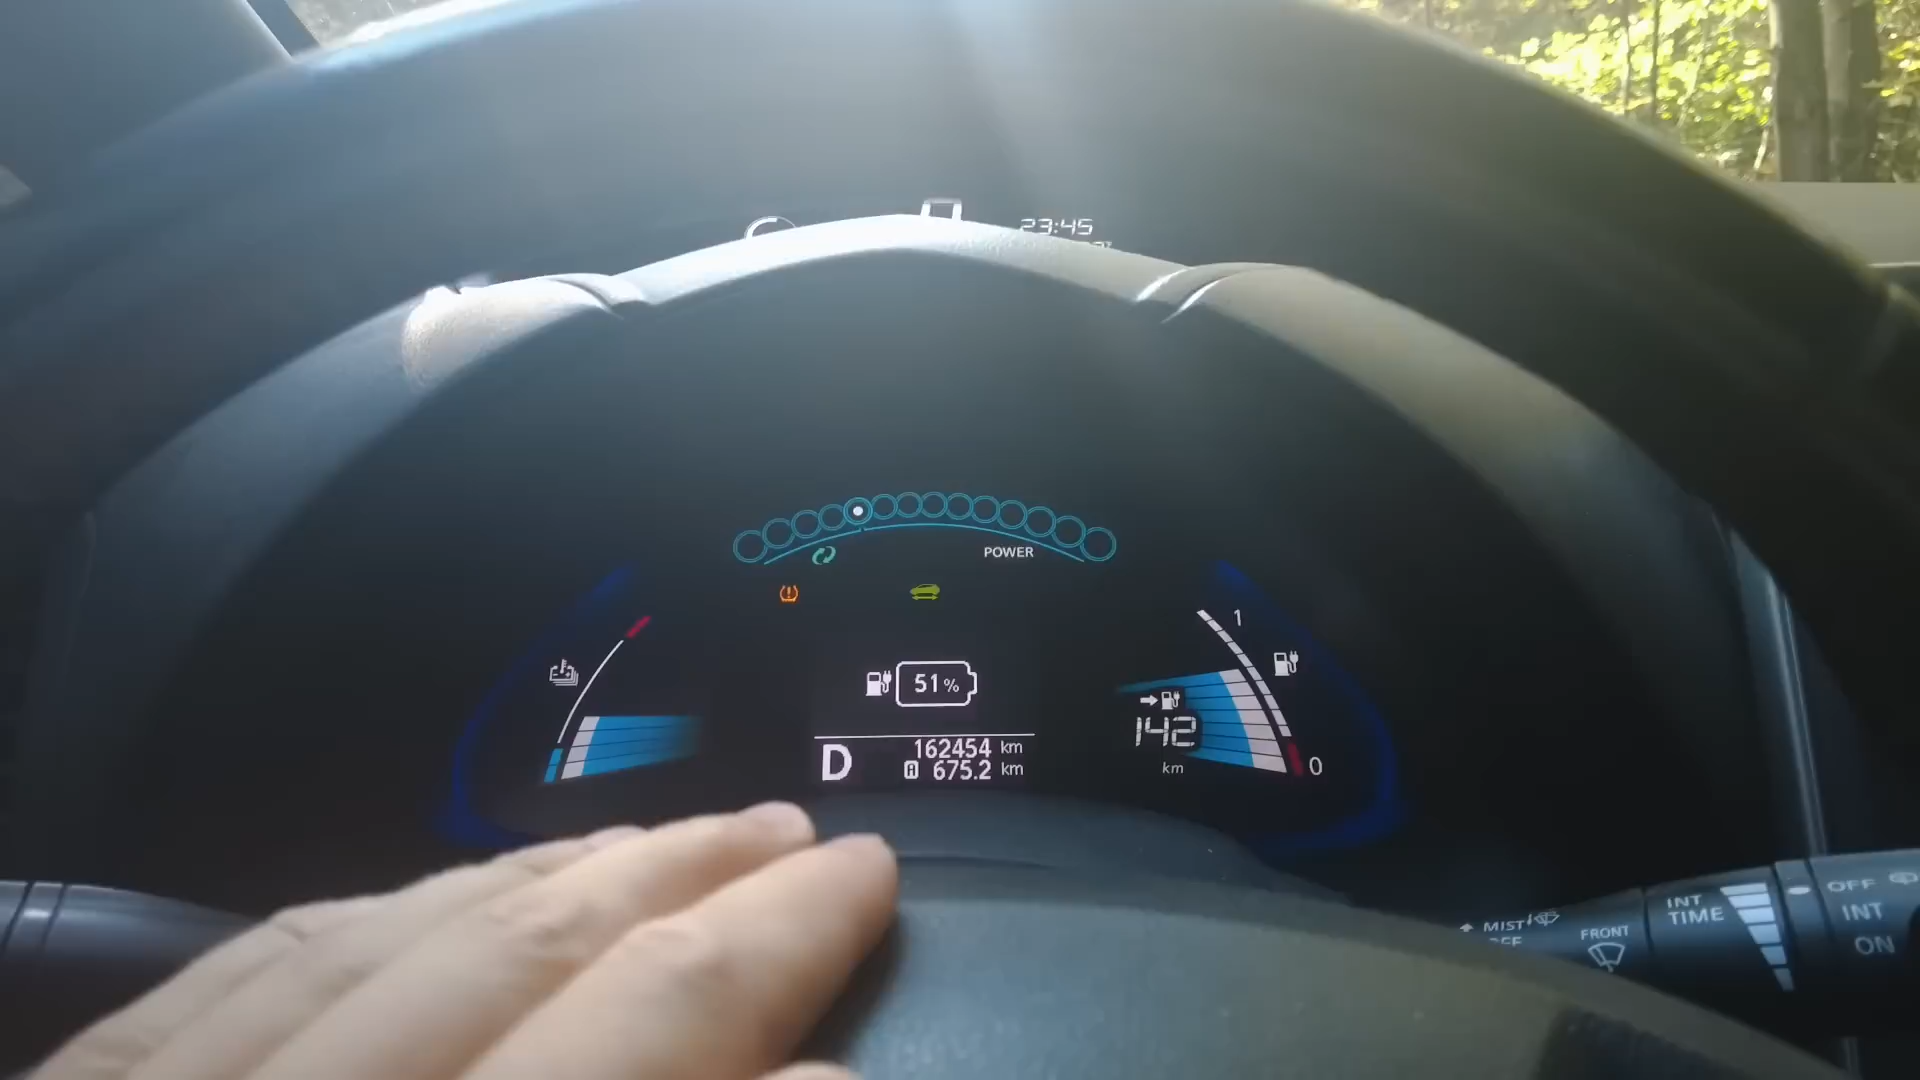 23:45
POWER
1
51%
142
km
0
D
162454 km
A 675.2 km
MIST
FRONT
INT
TIME
OFF
INT
ON